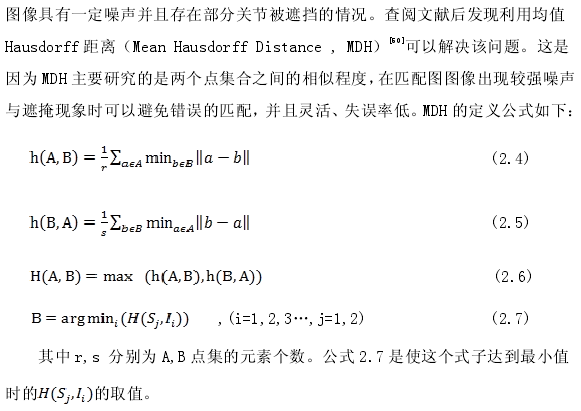 图像具有一定噪声并且存在部分关节被遮挡的情况。查阅文献后发现利用均值
Hausdorff 距离（Mean Hausdorff Distance , MDH）[50]可以解决该问题。这是
因为 MDH 主要研究的是两个点集合之间的相似程度，在匹配图图像出现较强噪声
与遮掩现象时可以避免错误的匹配，并且灵活、失误率低。MDH 的定义公式如下：
h(A,B) = 1/r ∑a∈A minb∈B‖a − b‖ (2.4)
h(B,A) = 1/s ∑b∈B mina∈A‖b − a‖ (2.5)
H(A,B) = max (h(A,B),h(B,A)) (2.6)
B = argmini(H(Sj,Ii)) ,(i=1,2,3…,j=1,2) (2.7)
其中 r,s 分别为 A,B 点集的元素个数。公式 2.7 是使这个式子达到最小值
时的H(Sj,Ii)的取值。